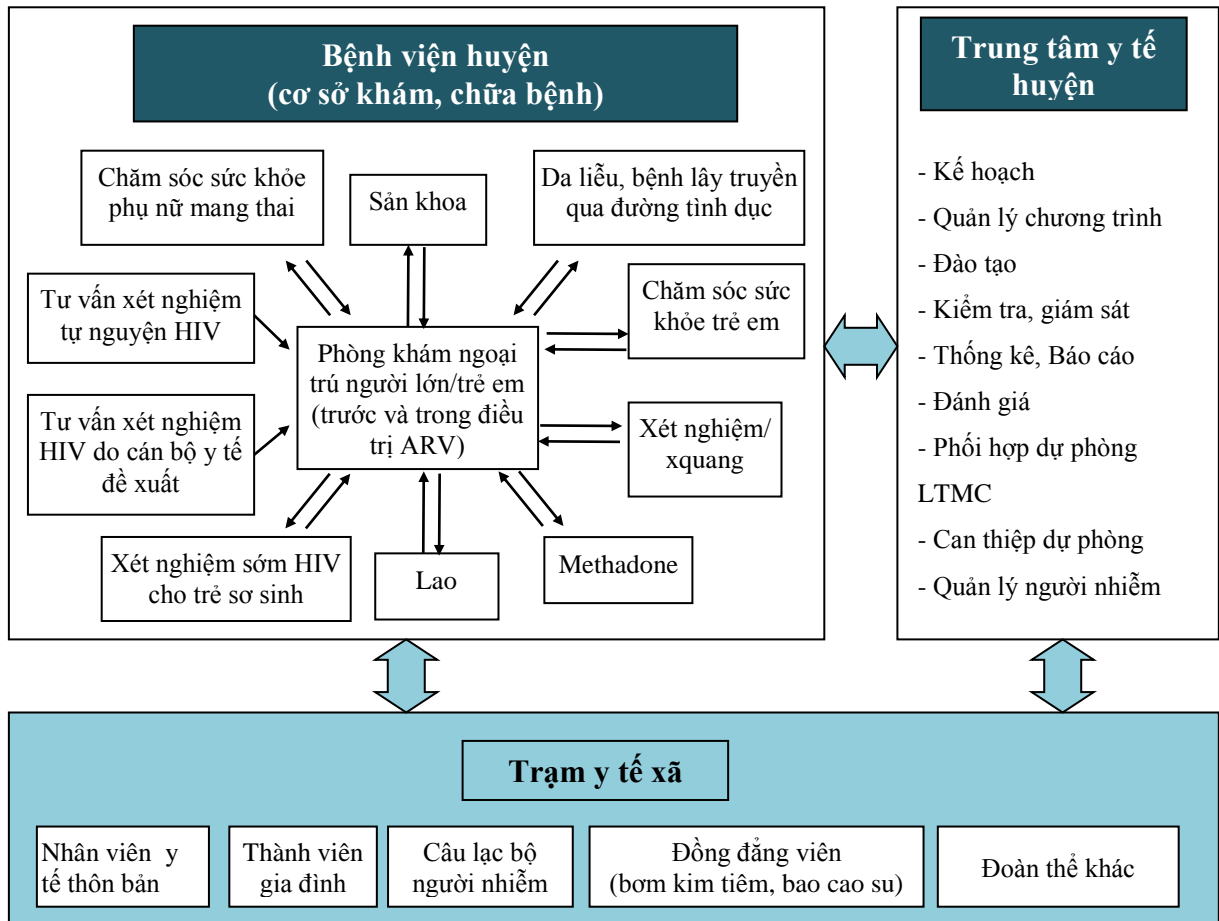 Bệnh viện huyện
(cơ sở khám, chữa bệnh)
Chăm sóc sức khỏe
phụ nữ mang thai
Sản khoa
Da liễu, bệnh lây truyền
qua đường tình dục
Tư vấn xét nghiệm
tự nguyện HIV
Chăm sóc sức
khỏe trẻ em
Phòng khám ngoại
trú người lớn/trẻ em
(trước và trong điều
trị ARV)
Tư vấn xét nghiệm
HIV do cán bộ y tế
đề xuất
Xét nghiệm/
xquang
Xét nghiệm sớm HIV
cho trẻ sơ sinh
Lao
Methadone
Trung tâm y tế
huyện
- Kế hoạch
- Quản lý chương trình
- Đào tạo
- Kiểm tra, giám sát
- Thống kê, Báo cáo
- Đánh giá
- Phối hợp dự phòng
LTMC
- Can thiệp dự phòng
- Quản lý người nhiễm
Trạm y tế xã
Nhân viên y
tế thôn bản
Thành viên
gia đình
Câu lạc bộ
người nhiễm
Đồng đẳng viên
(bơm kim tiêm, bao cao su)
Đoàn thể khác